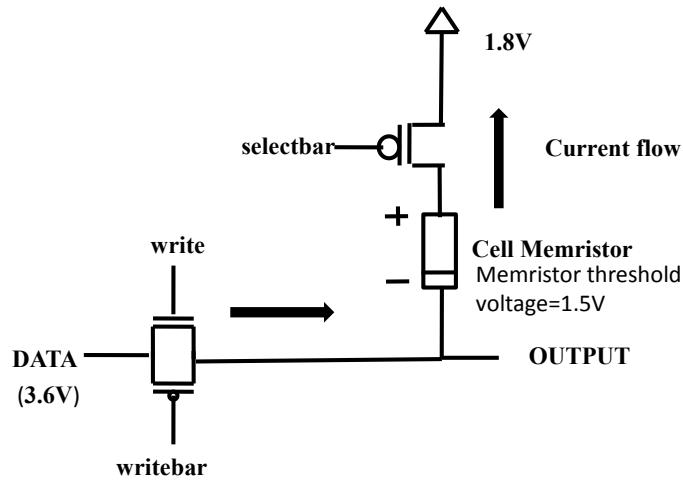 1.8V
selectbar
Current flow
+
write
Cell Memristor
Memristor threshold
voltage=1.5V
−
DATA
(3.6V)
OUTPUT
writebar